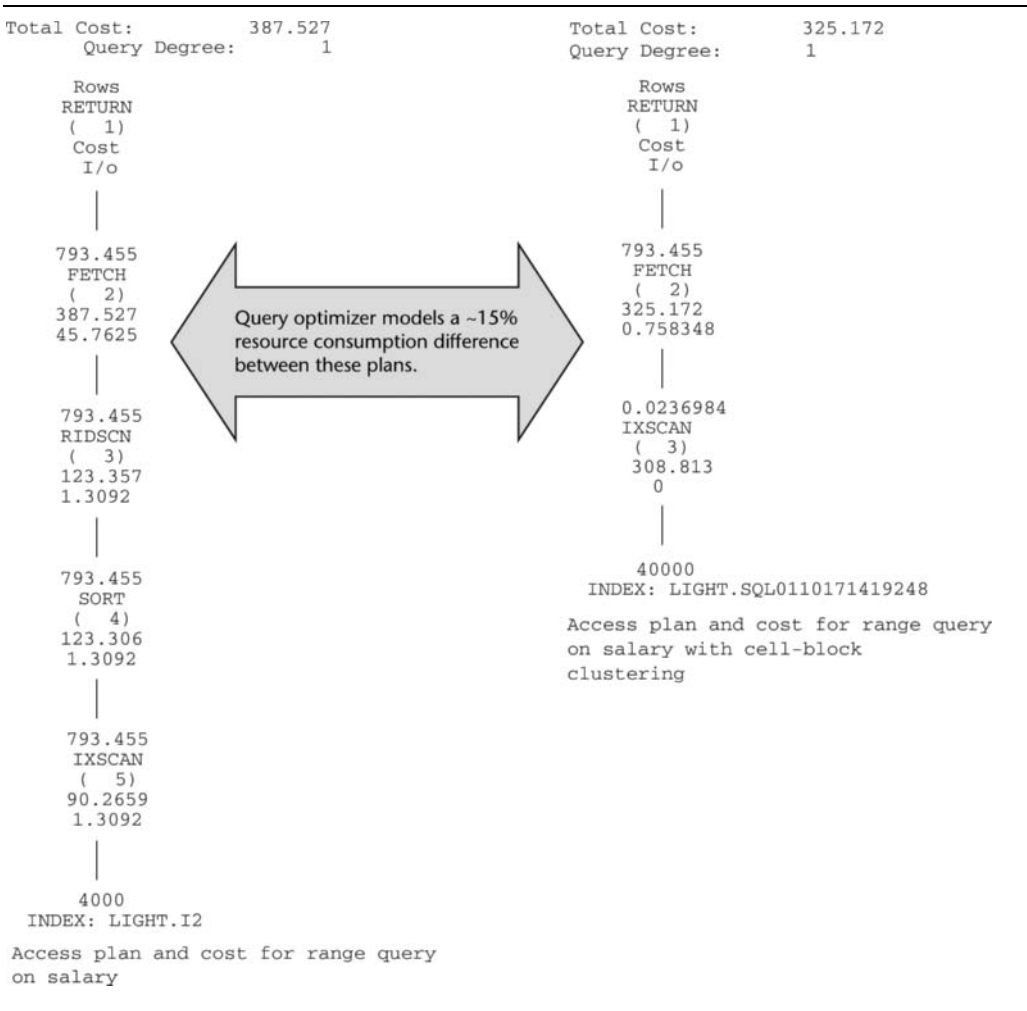 Total Cost: 387.527
Query Degree: 1
Rows
RETURN
( 1)
Cost
I/o
793.455
FETCH
( 2)
387.527
45.7625
793.455
RIDSCN
( 3)
123.357
1.3092
793.455
SORT
( 4)
123.306
1.3092
793.455
IXSCAN
( 5)
90.2659
1.3092
4000
INDEX: LIGHT.I2
Access plan and cost for range query
on salary
Query optimizer models a ~15%
resource consumption difference
between these plans.
Total Cost: 325.172
Query Degree: 1
Rows
RETURN
( 1)
Cost
I/o
793.455
FETCH
( 2)
325.172
0.758348
0.0236984
IXSCAN
( 3)
308.813
0
40000
INDEX: LIGHT.SQL0110171419248
Access plan and cost for range query
on salary with cell-block
clustering